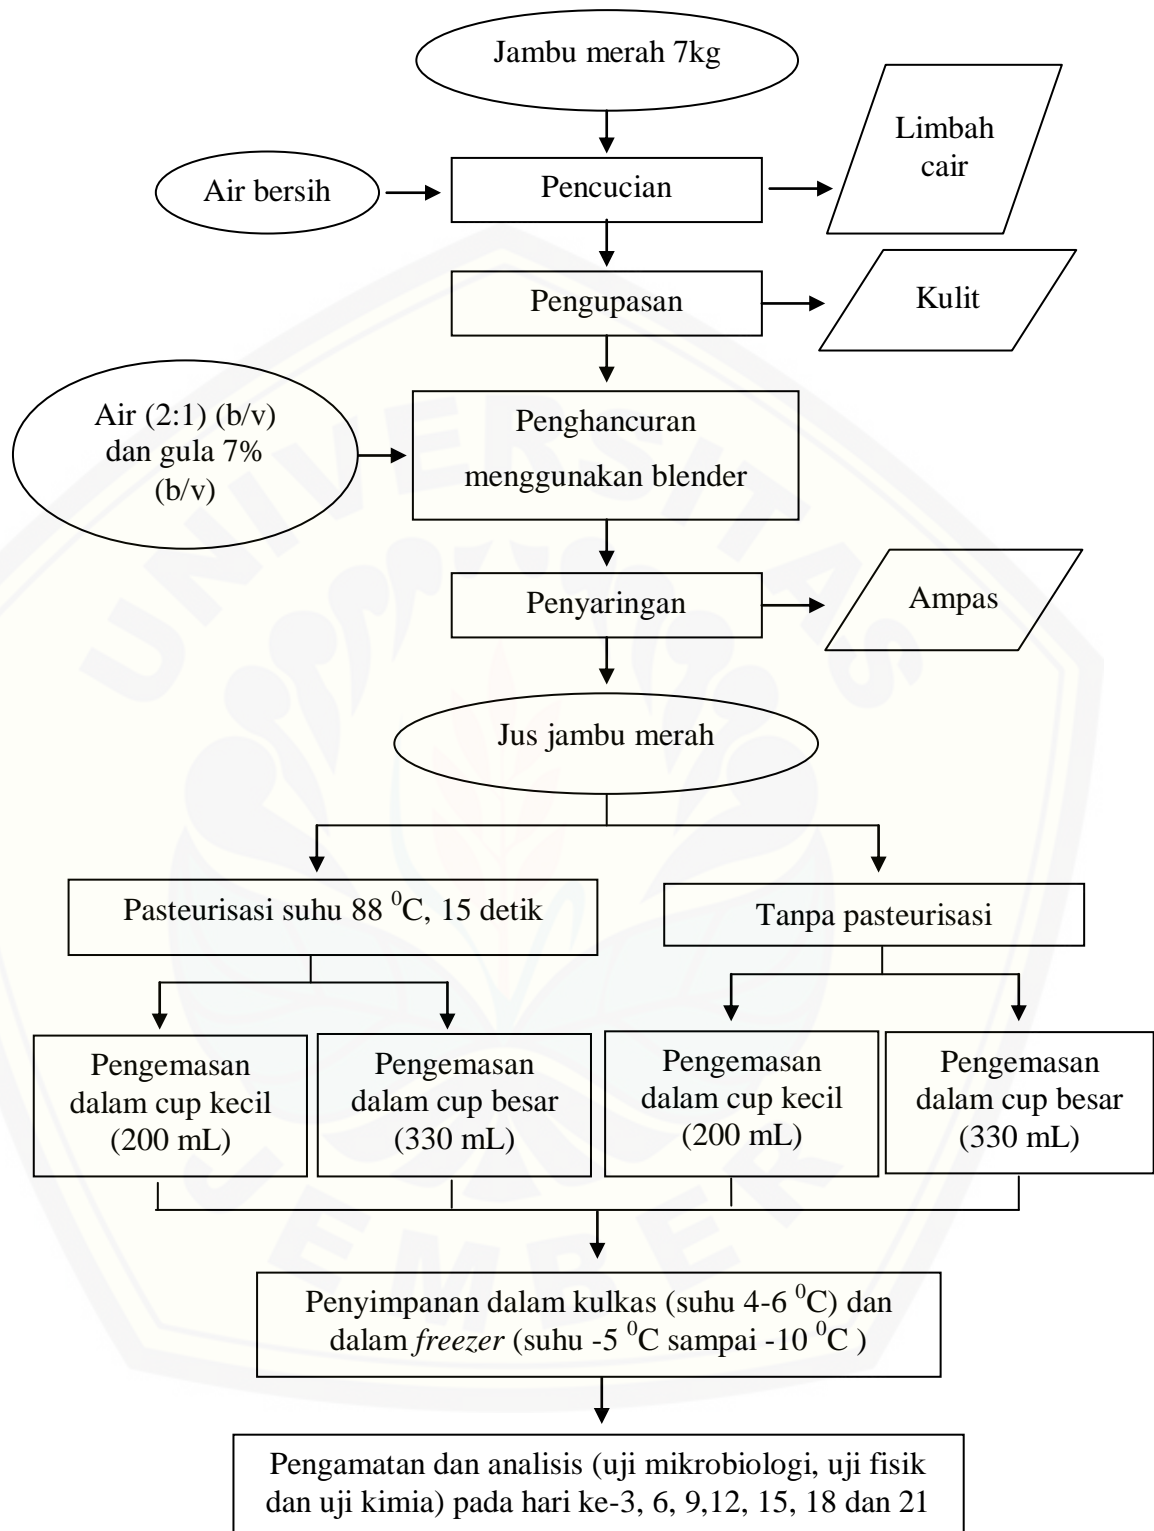 Jambu merah 7kg
Limbah
cair
Air bersih
Pencucian
Pengupasan
Kulit
Air (2:1) (b/v)
dan gula 7%
(b/v)
Penghancuran
menggunakan blender
Penyaringan
Ampas
Jus jambu merah
Pasteurisasi suhu 88 ⁰C, 15 detik
Tanpa pasteurisasi
Pengemasan
dalam cup kecil
(200 mL)
Pengemasan
dalam cup besar
(330 mL)
Pengemasan
dalam cup kecil
(200 mL)
Pengemasan
dalam cup besar
(330 mL)
Penyimpanan dalam kulkas (suhu 4-6 ⁰C) dan
dalam freezer (suhu -5 ⁰C sampai -10 ⁰C )
Pengamatan dan analisis (uji mikrobiologi, uji fisik
dan uji kimia) pada hari ke-3, 6, 9,12, 15, 18 dan 21
UNIVERSITAS
JEMBER